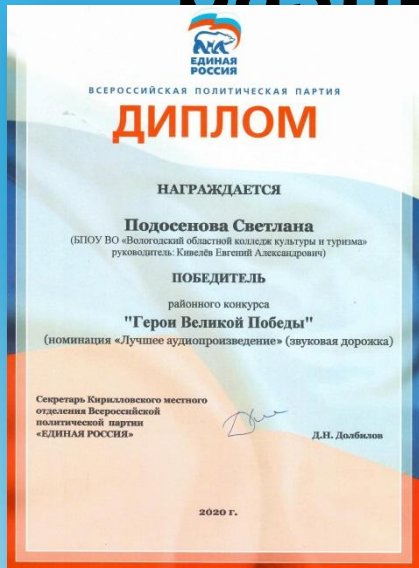 ЕДИНАЯ
РОССИЯ
ВСЕРОССИЙСКАЯ ПОЛИТИЧЕСКАЯ ПАРТИЯ
ДИПЛОМ
НАГРАЖДАЕТСЯ
Подосенова Светлана
(БПОУ ВО «Вологодский областной колледж культуры и туризма»
руководитель: Кивелёв Евгений Александрович)
ПОБЕДИТЕЛЬ
районного конкурса
"Герои Великой Победы"
(номинация «Лучшее аудиопроизведение» (звуковая дорожка)
Секретарь Кирилловского местного
отделения Всероссийской
политической партии
«ЕДИНАЯ РОССИЯ»
Д.Н. Долбилов
2020 г.